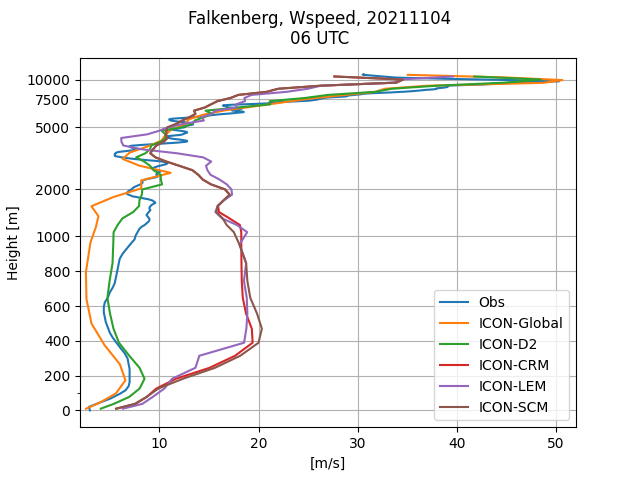 Falkenberg, Wspeed, 20211104
06 UTC
Height [m]
10000
7500
5000
2000
1000
800
600
400
200
0
10
20
30
40
50
[m/s]
Obs
ICON-Global
ICON-D2
ICON-CRM
ICON-LEM
ICON-SCM